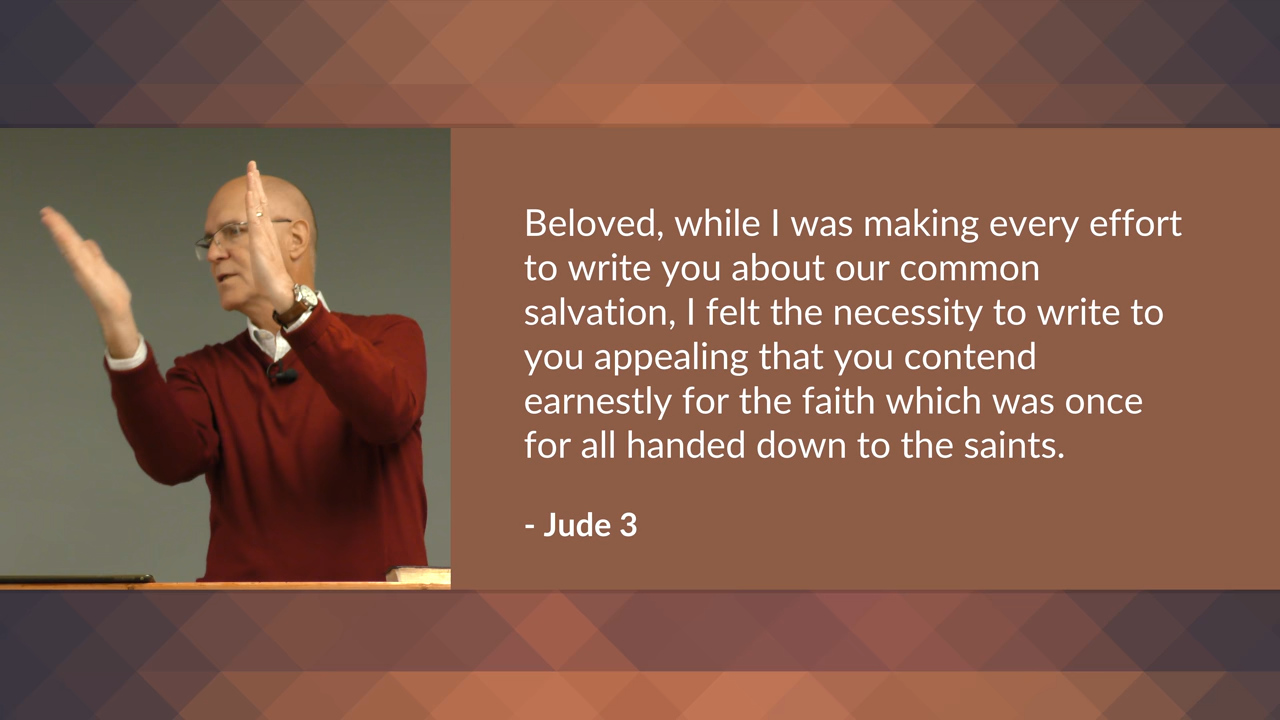 Beloved, while I was making every effort
to write you about our common
salvation, I felt the necessity to write to
you appealing that you contend
earnestly for the faith which was once
for all handed down to the saints.
- Jude 3